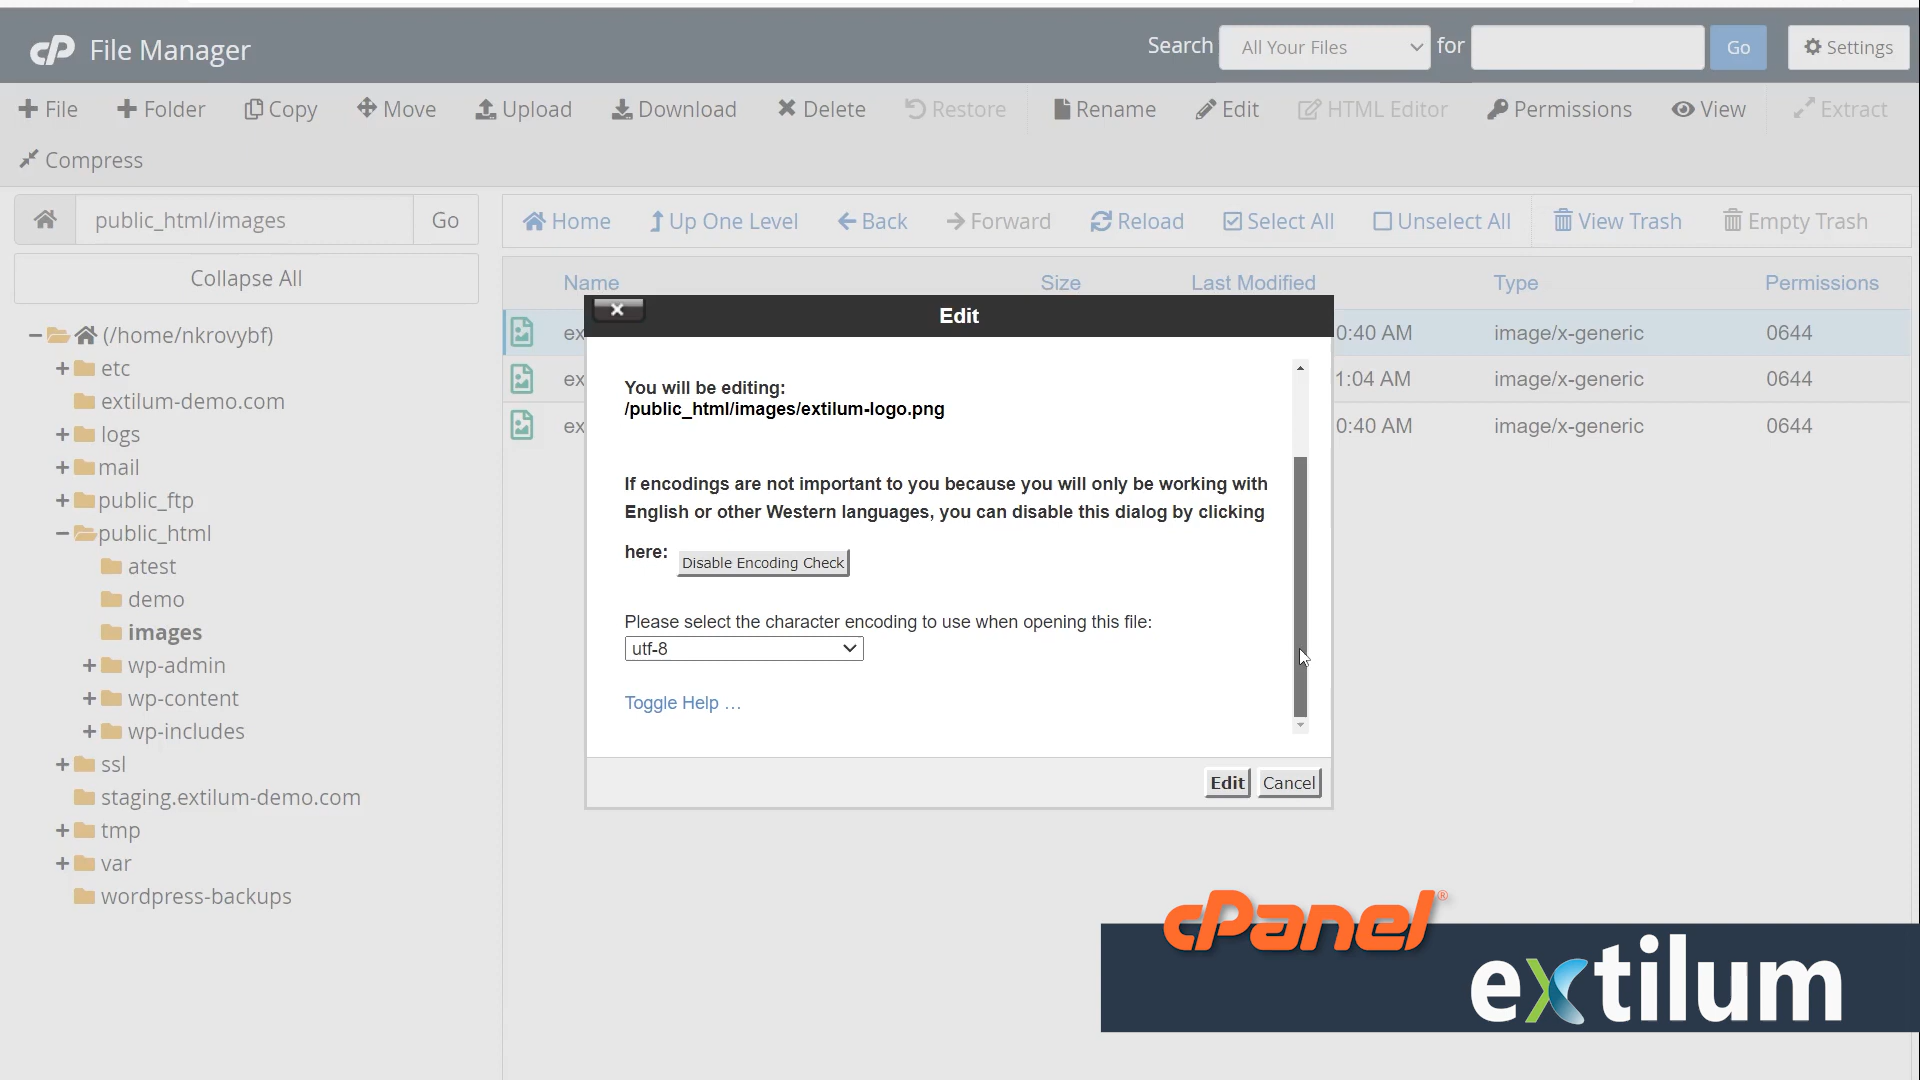 cP File Manager
Search All Your Files for Go Settings
File Folder Copy Move Upload Download Delete Restore Rename Edit HTML Editor Permissions View Extract
Compress
public_html/images Go
Home Up One Level Back Forward Reload Select All Unselect All View Trash Empty Trash
Collapse All
Name Size Last Modified Type Permissions
ex 0:40 AM image/x-generic 0644
ex 1:04 AM image/x-generic 0644
ex 0:40 AM image/x-generic 0644
(/home/nkrovybf)
etc
extilum-demo.com
logs
mail
public_ftp
public_html
atest
demo
images
wp-admin
wp-content
wp-includes
ssl
staging.extilum-demo.com
tmp
var
wordpress-backups
Edit
You will be editing:
/public_html/images/extilum-logo.png
If encodings are not important to you because you will only be working with
English or other Western languages, you can disable this dialog by clicking
here: Disable Encoding Check
Please select the character encoding to use when opening this file:
utf-8
Toggle Help …
Edit Cancel
cPanel®
extilum